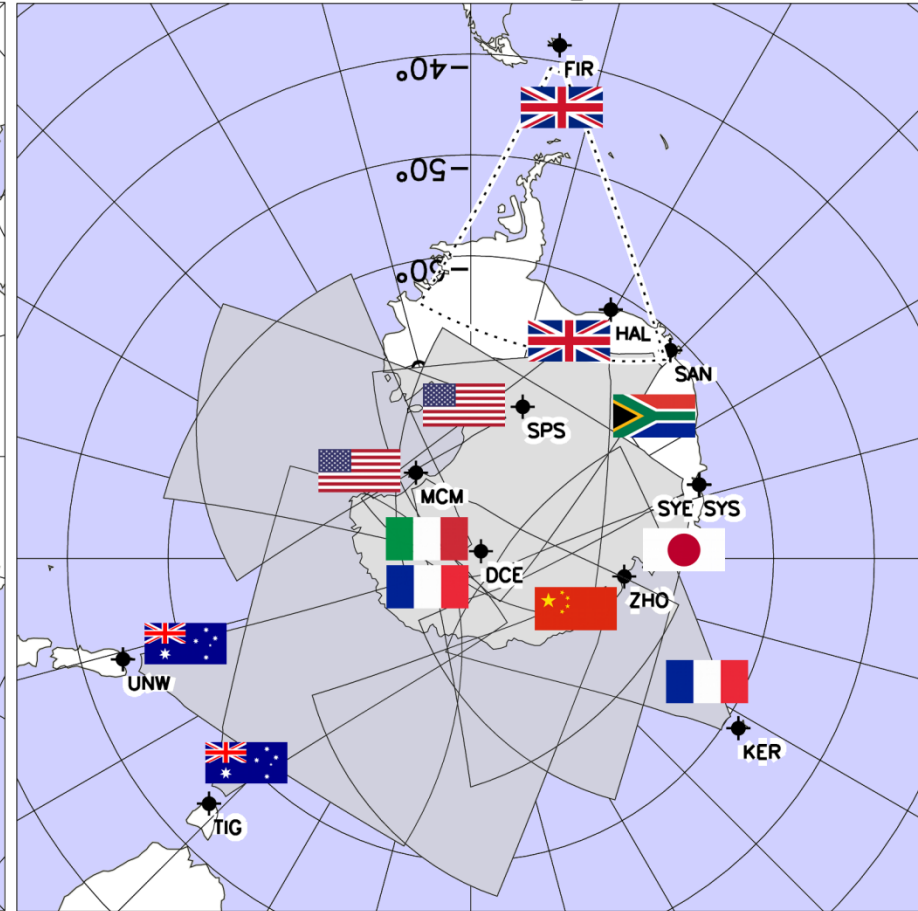 -40°
FIR
-50°
-60°
HAL
SAN
SPS
MCM
SYE SYS
DCE
ZHO
UNW
KER
TIG